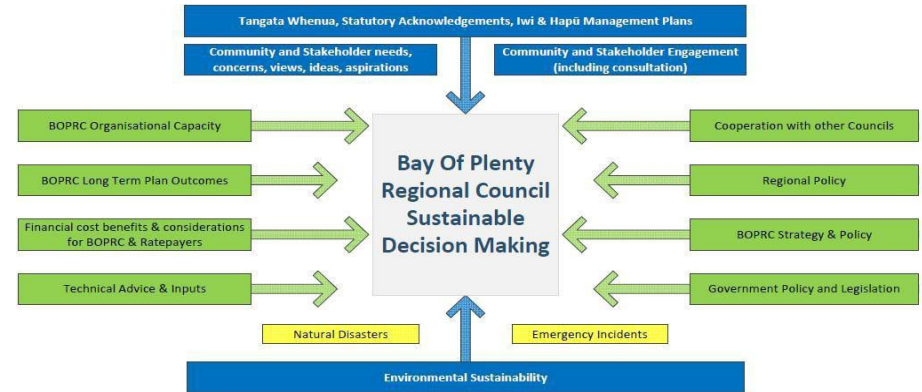 Tangata Whenua, Statutory Acknowledgements, Iwi & Hapū Management Plans
Community and Stakeholder needs,
concerns, views, ideas, aspirations
Community and Stakeholder Engagement
(including consultation)
BOPRC Organisational Capacity
BOPRC Long Term Plan Outcomes
Financial cost benefits & considerations
for BOPRC & Ratepayers
Technical Advice & Inputs
Bay Of Plenty
Regional Council
Sustainable
Decision Making
Cooperation with other Councils
Regional Policy
BOPRC Strategy & Policy
Government Policy and Legislation
Natural Disasters
Emergency Incidents
Environmental Sustainability